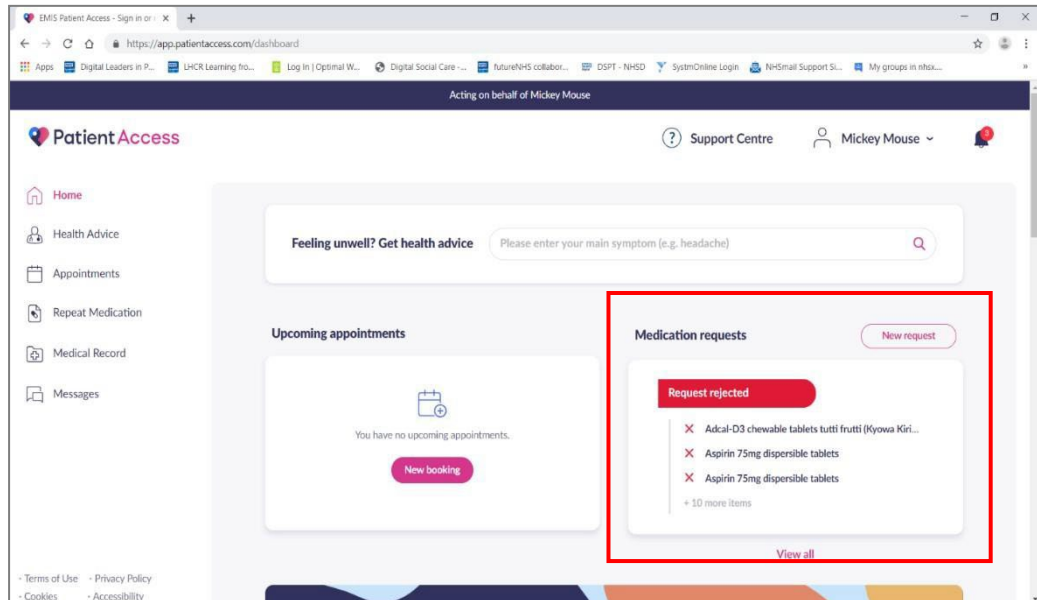 EMIS Patient Access - Sign in or
https://app.patientaccess.com/dashboard
Apps Digital Leaders in P... LHCR Learning fro... Log In | Optimal W... Digital Social Care -... futureNHS collabor... DSPT - NHSD SystmOnline Login NHSmail Support Si... My groups in nhsx...
Acting on behalf of Mickey Mouse
Patient Access
? Support Centre
Mickey Mouse
3
Home
Health Advice
Appointments
Repeat Medication
Medical Record
Messages
Feeling unwell? Get health advice
Please enter your main symptom (e.g. headache)
Upcoming appointments
You have no upcoming appointments.
New booking
Medication requests
New request
Request rejected
Adcal-D3 chewable tablets tutti frutti (Kyowa Kiri...
Aspirin 75mg dispersible tablets
Aspirin 75mg dispersible tablets
+ 10 more items
View all
- Terms of Use - Privacy Policy
- Cookies - Accessibility